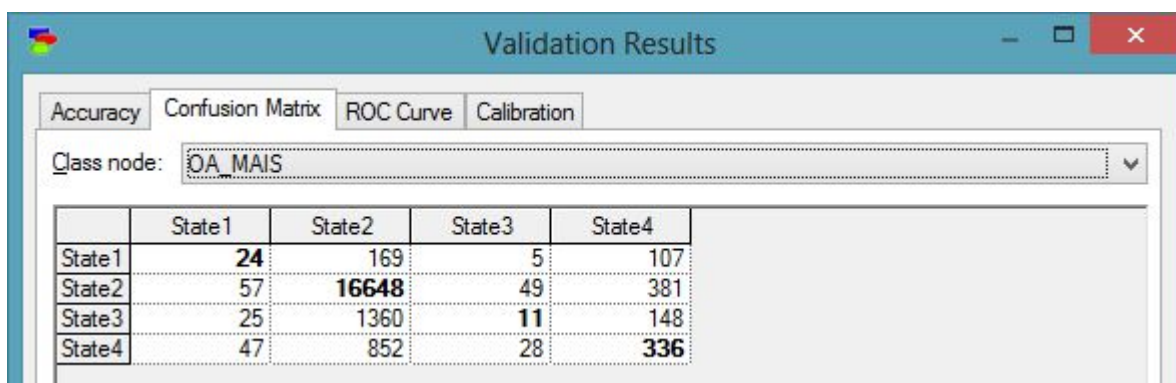 Validation Results
Accuracy Confusion Matrix ROC Curve Calibration
Class node: OA_MAIS
State1 State2 State3 State4
State1 24 169 5 107
State2 57 16648 49 381
State3 25 1360 11 148
State4 47 852 28 336